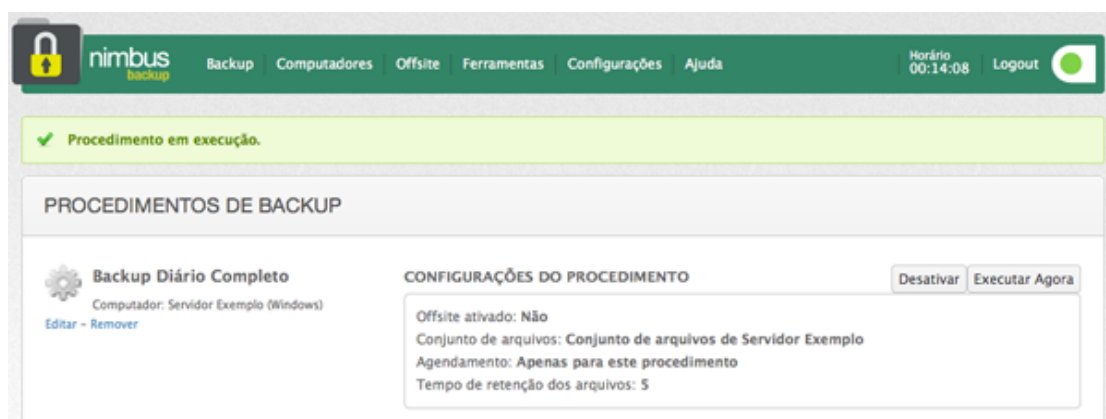 nimbus
backup
Backup Computadores Offsite Ferramentas Configurações Ajuda
Horário
00:14:08
Logout
Procedimento em execução.
PROCEDIMENTOS DE BACKUP
Backup Diário Completo
Computador: Servidor Exemplo (Windows)
Editar - Remover
CONFIGURAÇÕES DO PROCEDIMENTO
Desativar Executar Agora
Offsite ativado: Não
Conjunto de arquivos: Conjunto de arquivos de Servidor Exemplo
Agendamento: Apenas para este procedimento
Tempo de retenção dos arquivos: 5